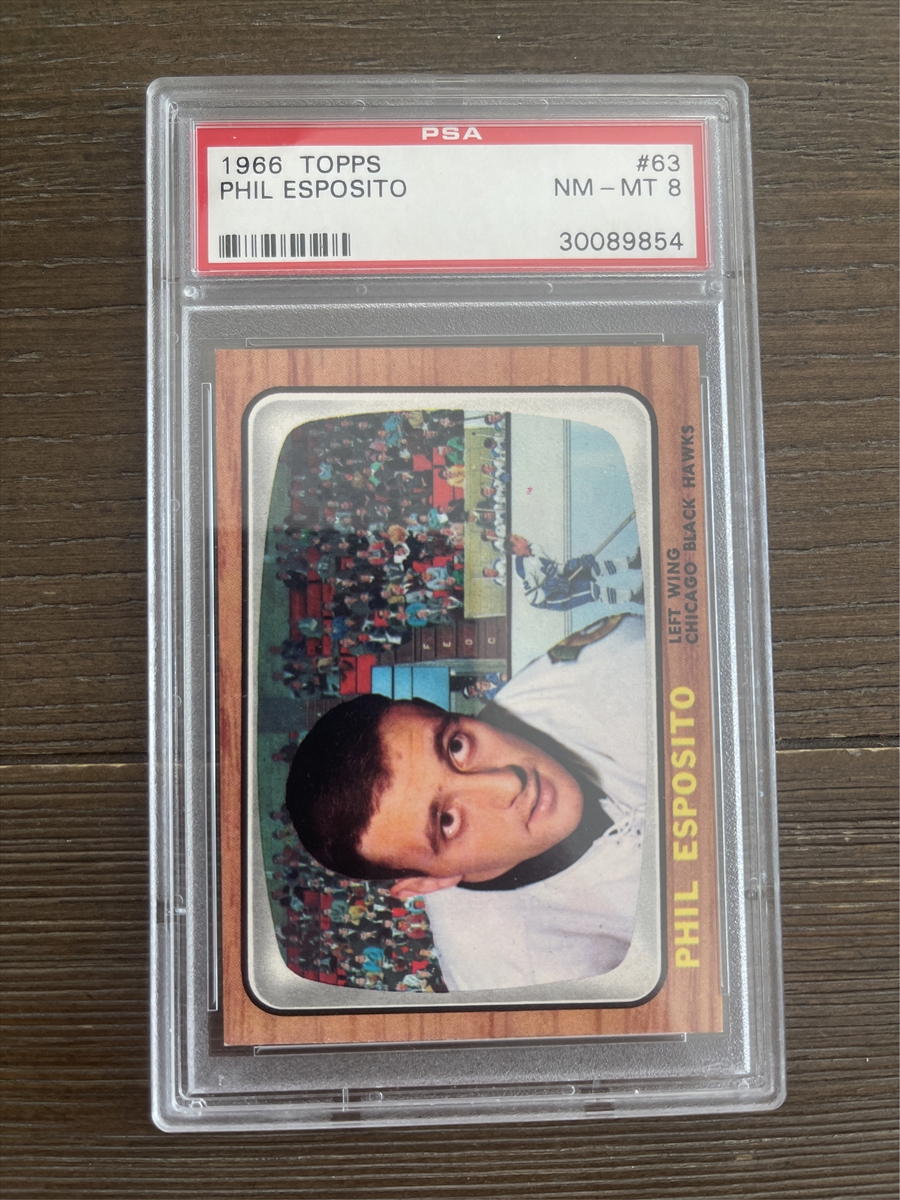 PSA
1966 TOPPS #63
PHIL ESPOSITO NM - MT 8
30089854
PHIL ESPOSITO
LEFT WING
CHICAGO BLACK HAWKS